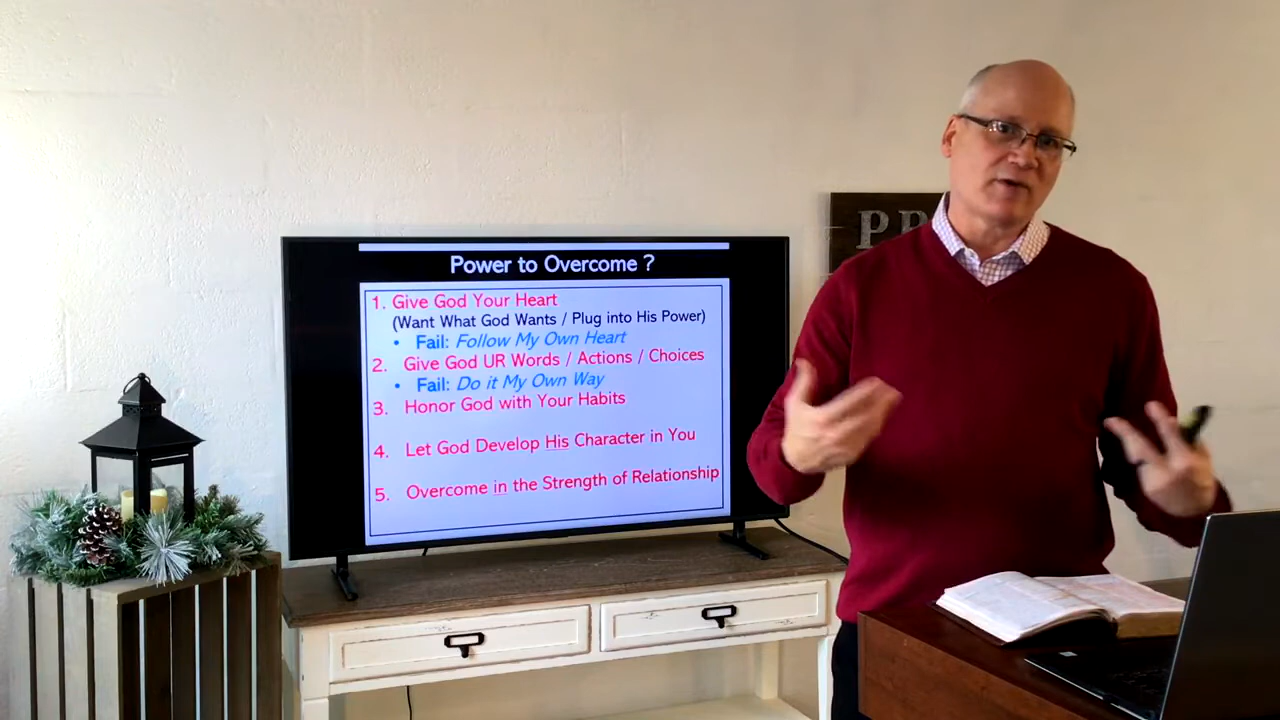 Power to Overcome ?
1. Give God Your Heart
(Want What God Wants / Plug into His Power)
• Fail: Follow My Own Heart
2. Give God UR Words / Actions / Choices
• Fail: Do it My Own Way
3. Honor God with Your Habits
4. Let God Develop His Character in You
5. Overcome in the Strength of Relationship